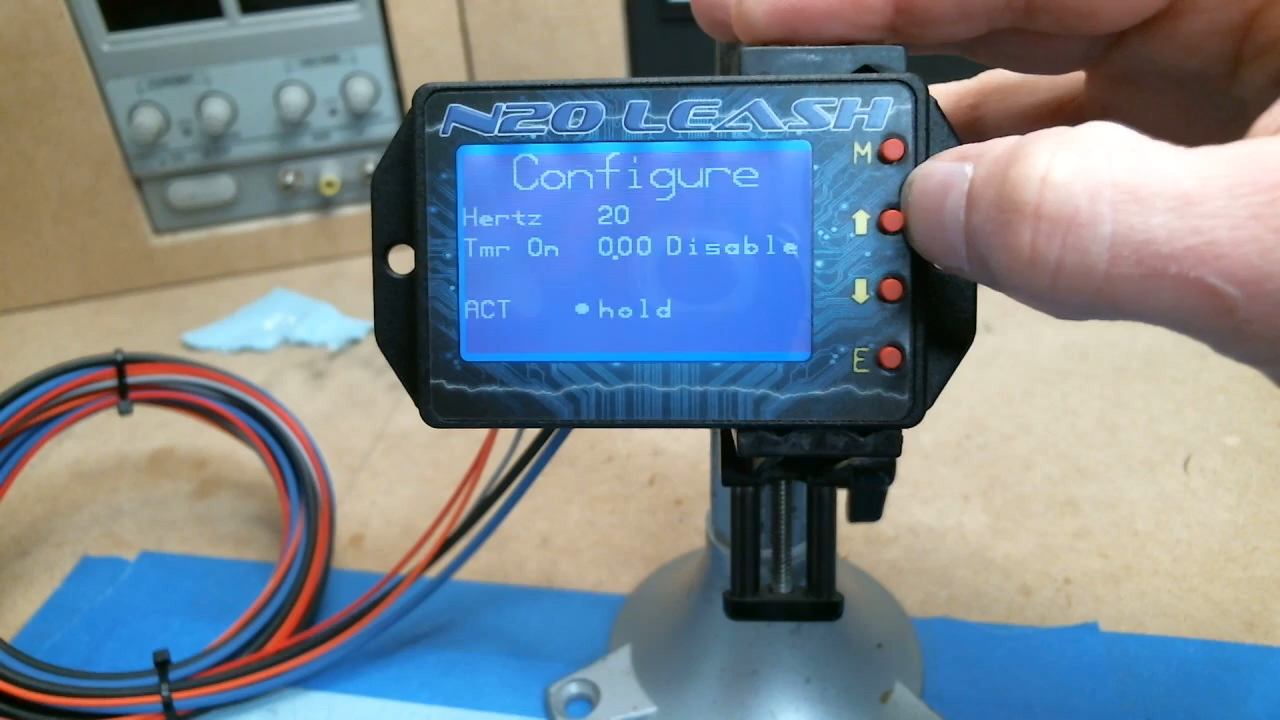 N2O LEASH
Configure
Hertz 20
Tmr On 0.00 Disable
ACT hold
M
E